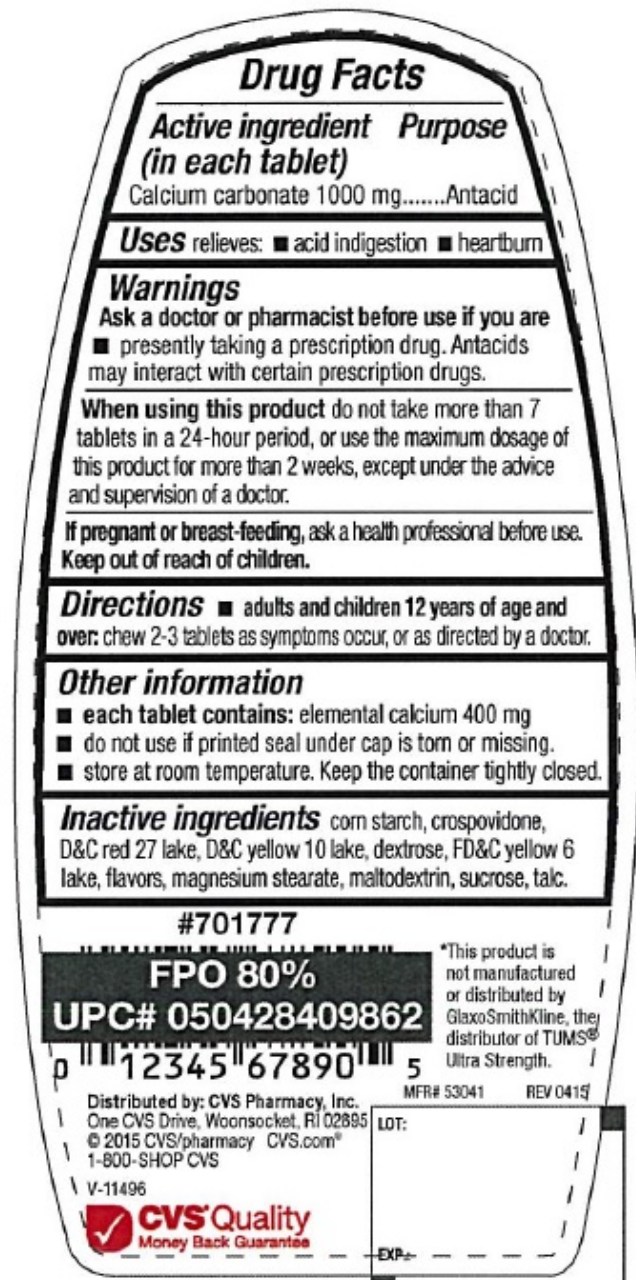 Drug Facts
Active ingredient Purpose
(in each tablet)
Calcium carbonate 1000 mg.......Antacid
Uses relieves: ■ acid indigestion ■ heartburn
Warnings
Ask a doctor or pharmacist before use if you are
■ presently taking a prescription drug. Antacids
may interact with certain prescription drugs.
When using this product do not take more than 7
tablets in a 24-hour period, or use the maximum dosage of
this product for more than 2 weeks, except under the advice
and supervision of a doctor.
If pregnant or breast-feeding, ask a health professional before use.
Keep out of reach of children.
Directions ■ adults and children 12 years of age and
over: chew 2-3 tablets as symptoms occur, or as directed by a doctor.
Other information
■ each tablet contains: elemental calcium 400 mg
■ do not use if printed seal under cap is torn or missing.
■ store at room temperature. Keep the container tightly closed.
Inactive ingredients corn starch, crospovidone,
D&C red 27 lake, D&C yellow 10 lake, dextrose, FD&C yellow 6
lake, flavors, magnesium stearate, maltodextrin, sucrose, talc.
#701777
FPO 80%
UPC# 050428409862
0 12345 67890 5
*This product is
not manufactured
or distributed by
GlaxoSmithKline, the
distributor of TUMS®
Ultra Strength.
MFR# 53041 REV 0415
Distributed by: CVS Pharmacy, Inc.
One CVS Drive, Woonsocket, RI 02895
© 2015 CVS/pharmacy CVS.com®
1-800-SHOP CVS
V-11496
CVS Quality
Money Back Guarantee
LOT:
EXP.: